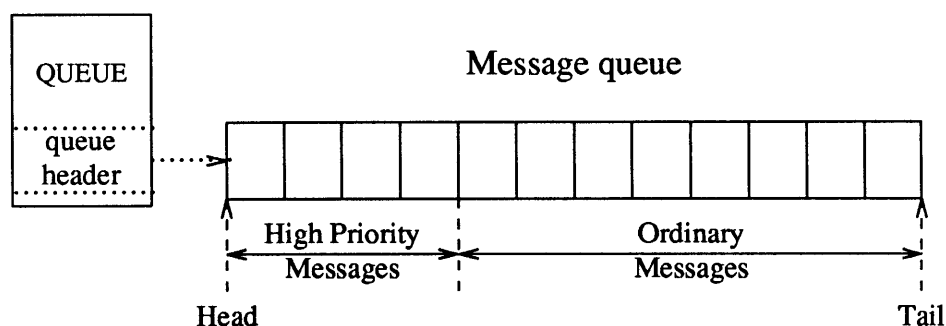 QUEUE
Message queue
queue
header
High Priority
Messages
Ordinary
Messages
Head
Tail